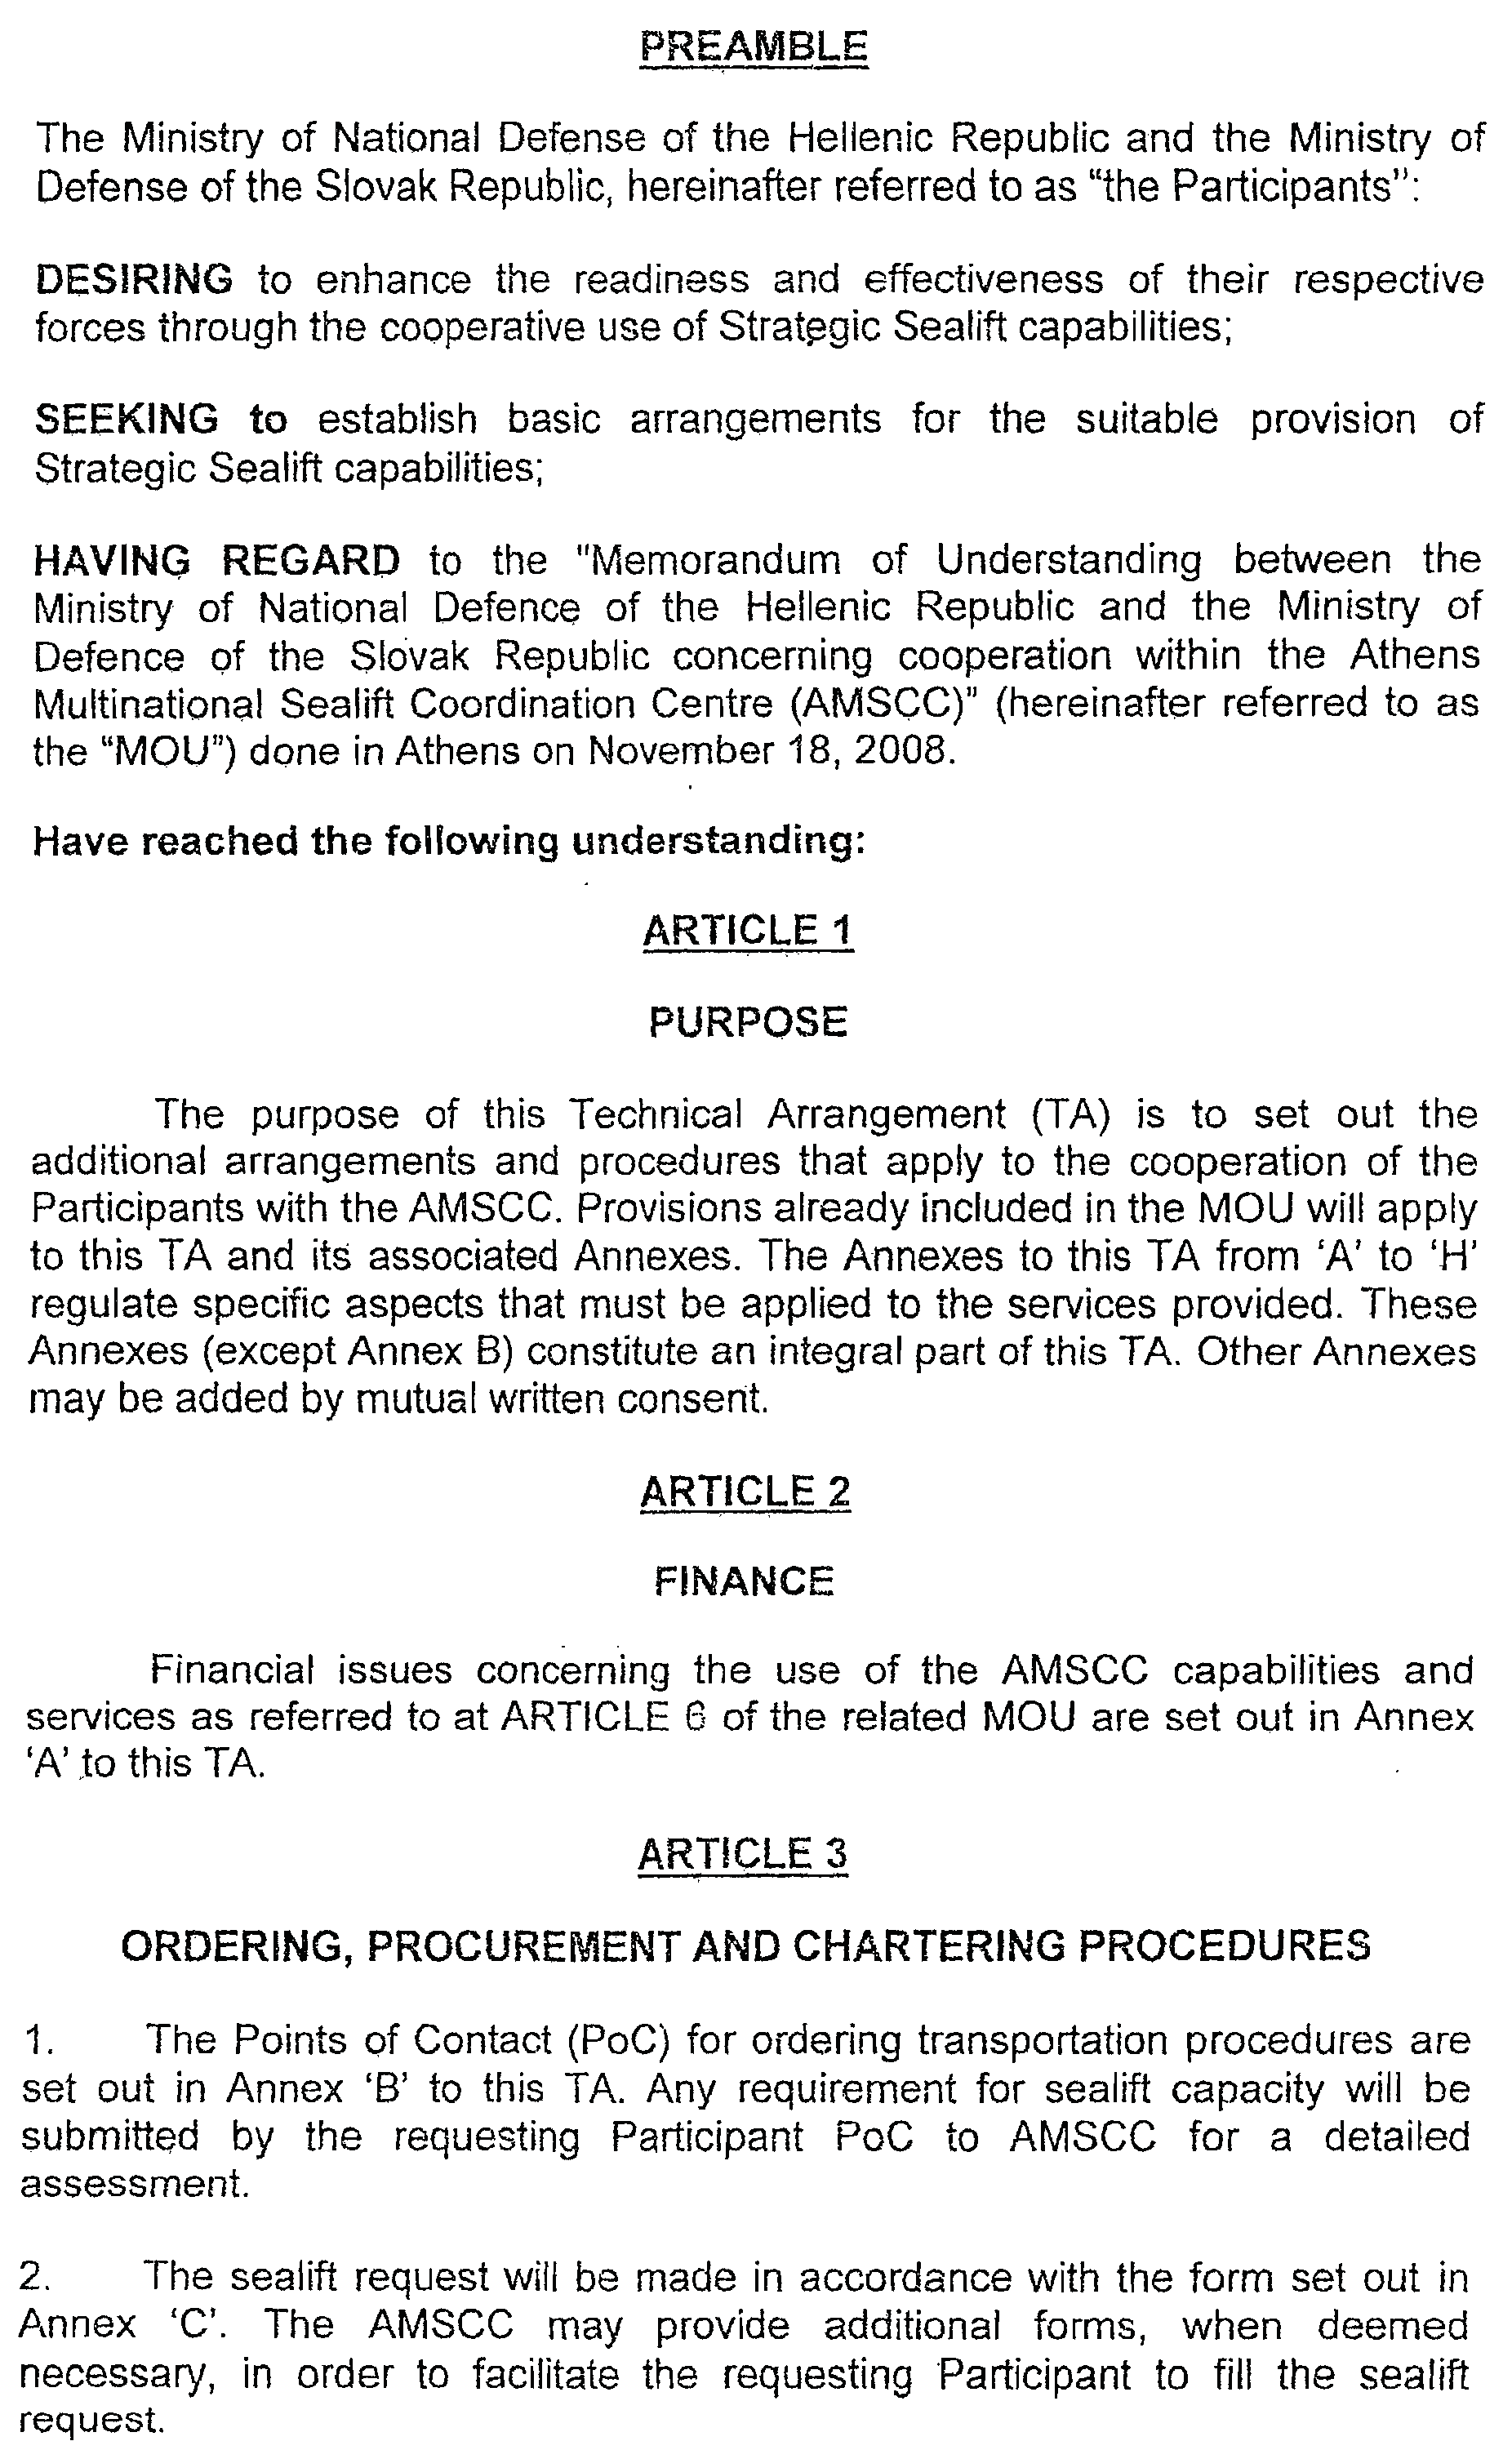 PREAMBLE
The Ministry of National Defense of the Hellenic Republic and the Ministry of
Defense of the Slovak Republic, hereinafter referred to as “the Participants”:
DESIRING to enhance the readiness and effectiveness of their respective
forces through the cooperative use of Strategic Sealift capabilities;
SEEKING to establish basic arrangements for the suitable provision of
Strategic Sealift capabilities;
HAVING REGARD to the "Memorandum of Understanding between the
Ministry of National Defence of the Hellenic Republic and the Ministry of
Defence of the Slovak Republic concerning cooperation within the Athens
Multinational Sealift Coordination Centre (AMSCC)" (hereinafter referred to as
the “MOU”) done in Athens on November 18, 2008.
Have reached the following understanding:
ARTICLE 1
PURPOSE
The purpose of this Technical Arrangement (TA) is to set out the
additional arrangements and procedures that apply to the cooperation of the
Participants with the AMSCC. Provisions already included in the MOU will apply
to this TA and its associated Annexes. The Annexes to this TA from ‘A’ to ‘H’
regulate specific aspects that must be applied to the services provided. These
Annexes (except Annex B) constitute an integral part of this TA. Other Annexes
may be added by mutual written consent.
ARTICLE 2
FINANCE
Financial issues concerning the use of the AMSCC capabilities and
services as referred to at ARTICLE 6 of the related MOU are set out in Annex
‘A’ to this TA.
ARTICLE 3
ORDERING, PROCUREMENT AND CHARTERING PROCEDURES
1. The Points of Contact (PoC) for ordering transportation procedures are
set out in Annex ‘B’ to this TA. Any requirement for sealift capacity will be
submitted by the requesting Participant PoC to AMSCC for a detailed
assessment.
2. The sealift request will be made in accordance with the form set out in
Annex ‘C’. The AMSCC may provide additional forms, when deemed
necessary, in order to facilitate the requesting Participant to fill the sealift
request.